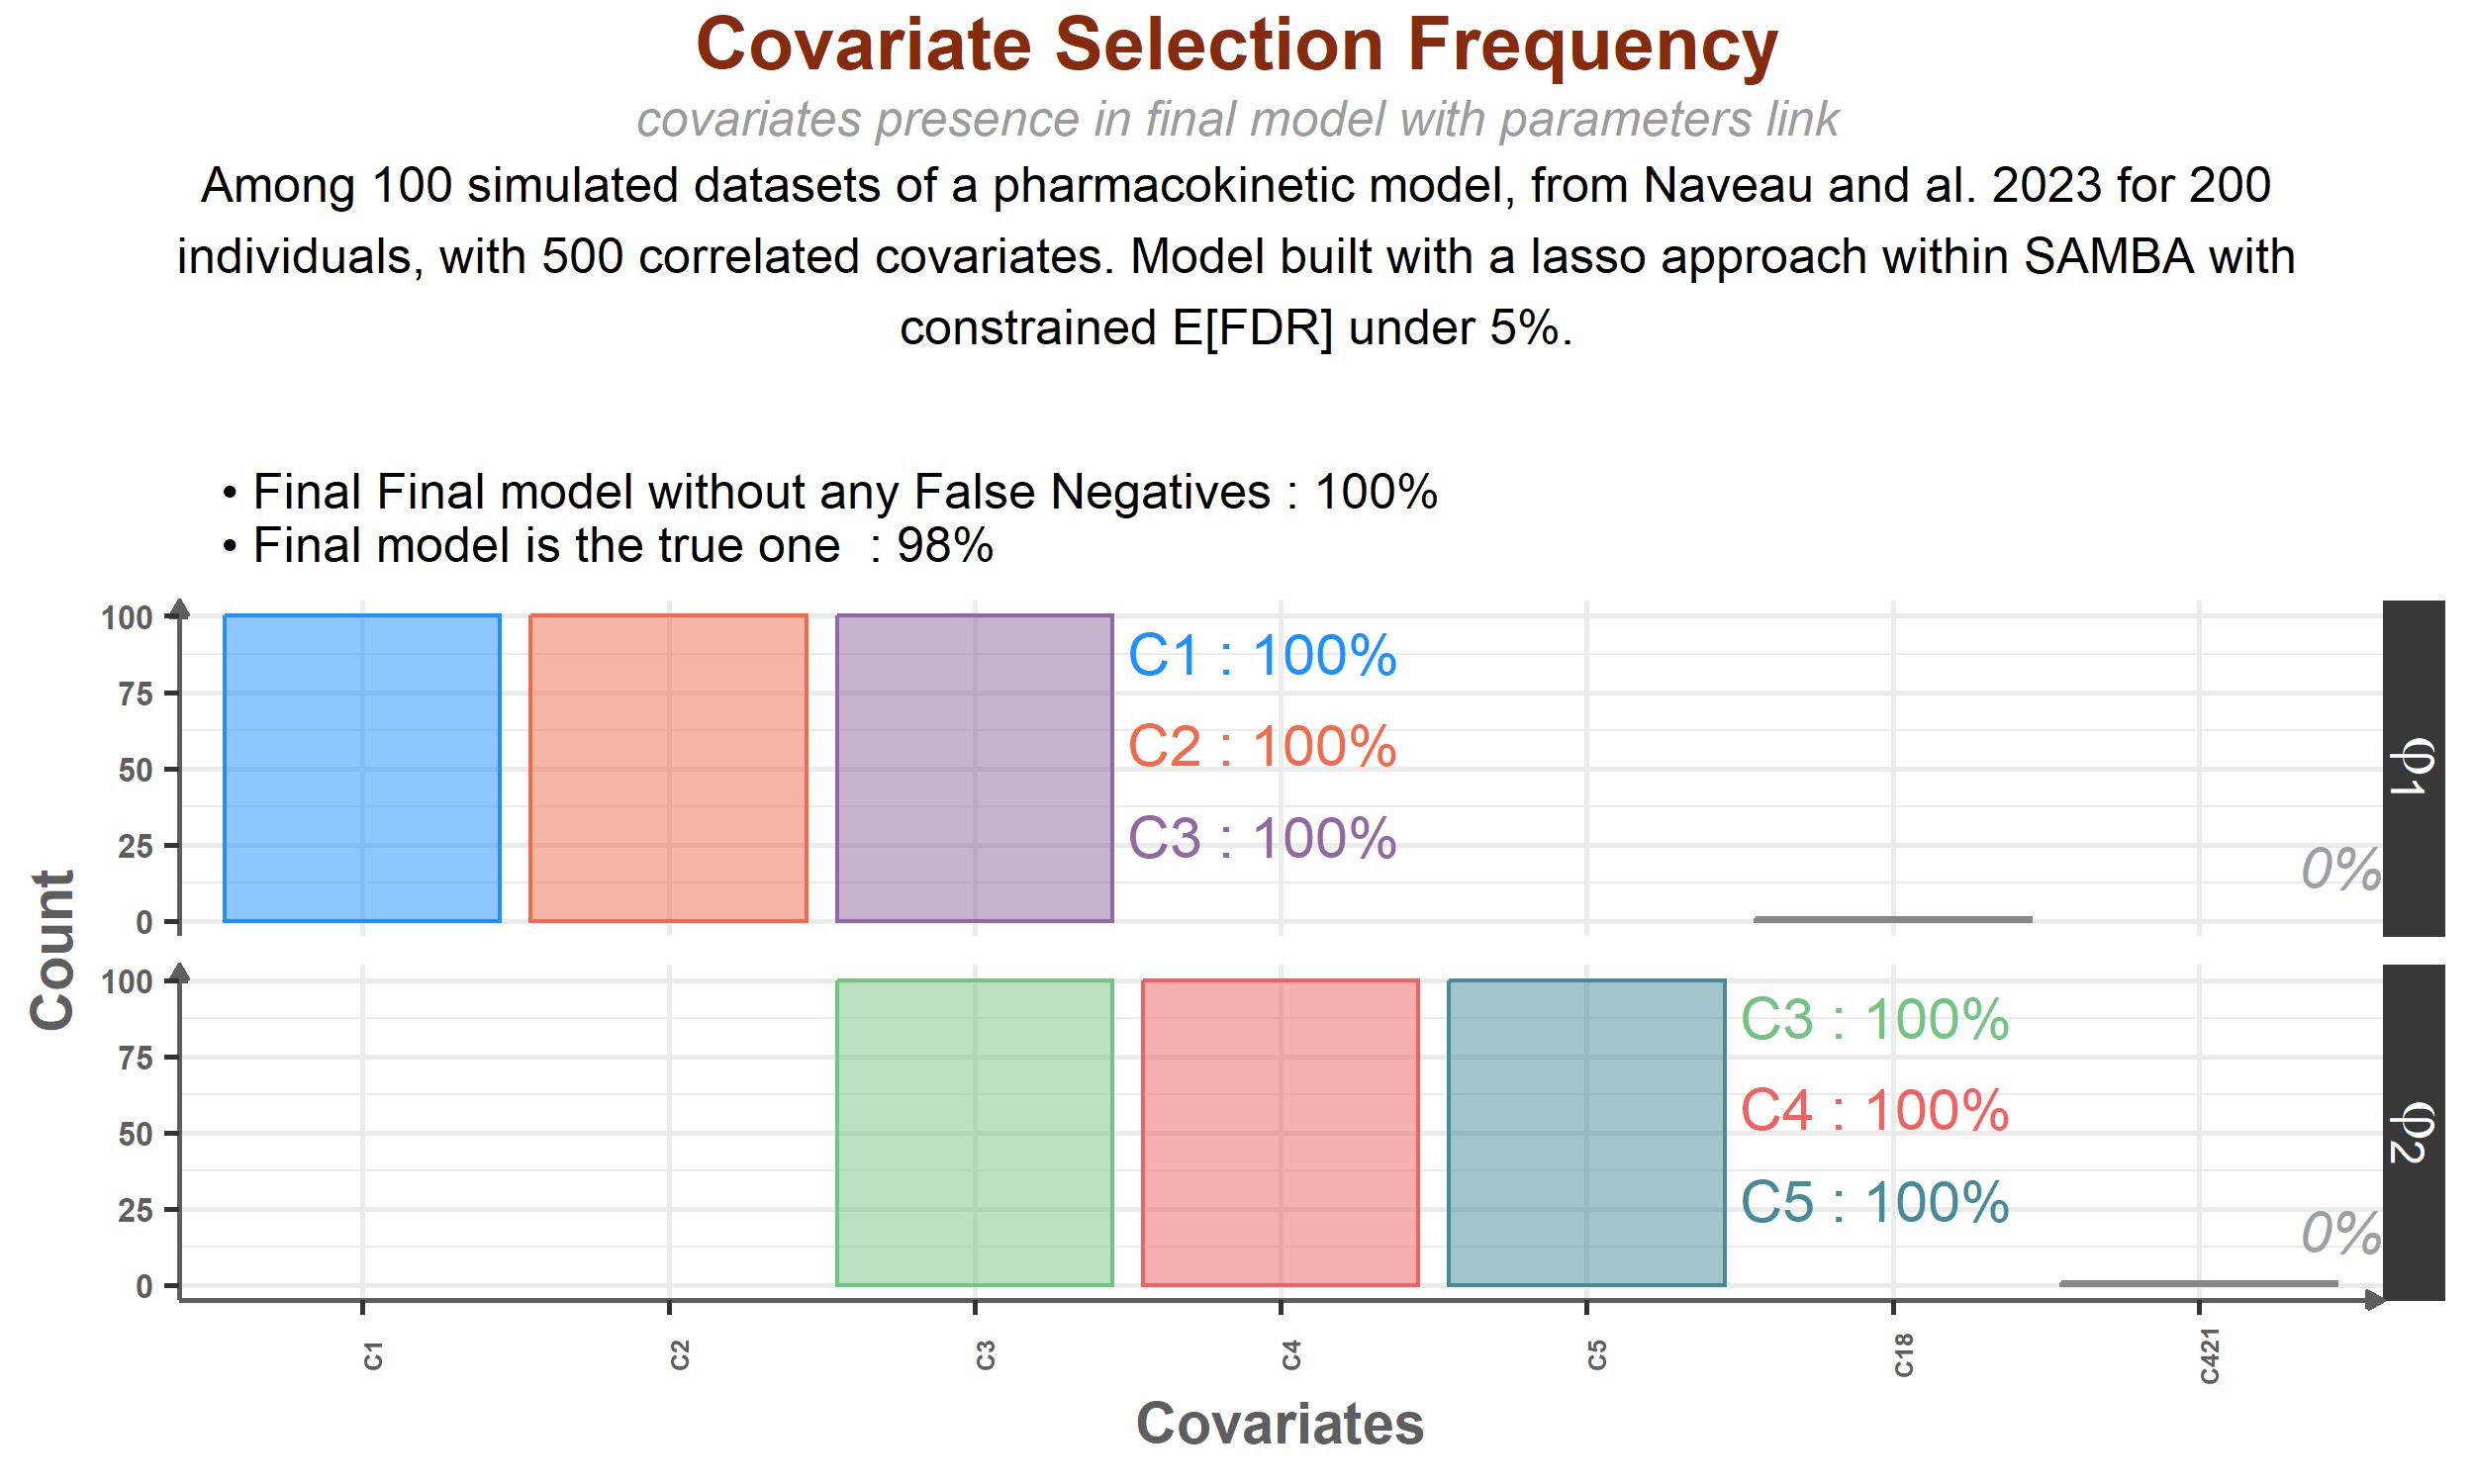 Covariate Selection Frequency
covariates presence in final model with parameters link
Among 100 simulated datasets of a pharmacokinetic model, from Naveau and al. 2023 for 200
individuals, with 500 correlated covariates. Model built with a lasso approach within SAMBA with
constrained E[FDR] under 5%.
• Final Final model without any False Negatives : 100%
• Final model is the true one  : 98%
Count
100
75
50
25
0
C1 : 100%
C2 : 100%
C3 : 100%
0%
φ1
100
75
50
25
0
C3 : 100%
C4 : 100%
C5 : 100%
0%
φ2
C1
C2
C3
C4
C5
C18
C421
Covariates